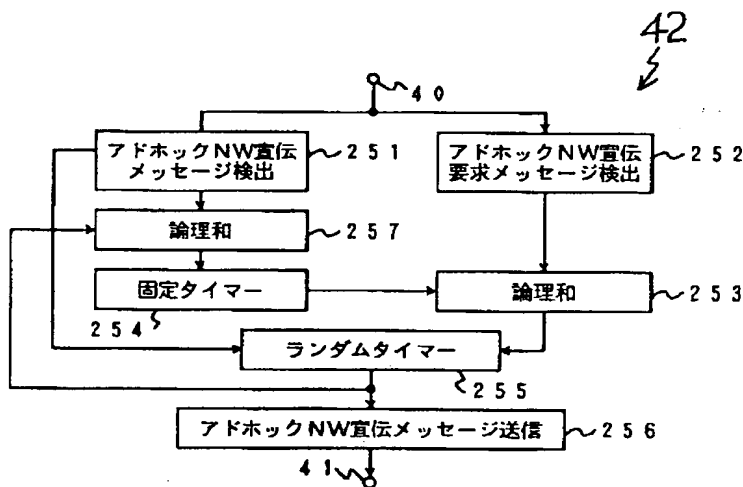 42
40
アドホックNW宣伝
メッセージ検出
251
アドホックNW宣伝
要求メッセージ検出
252
論理和
257
固定タイマー
254
論理和
253
ランダムタイマー
255
アドホックNW宣伝メッセージ送信
256
41